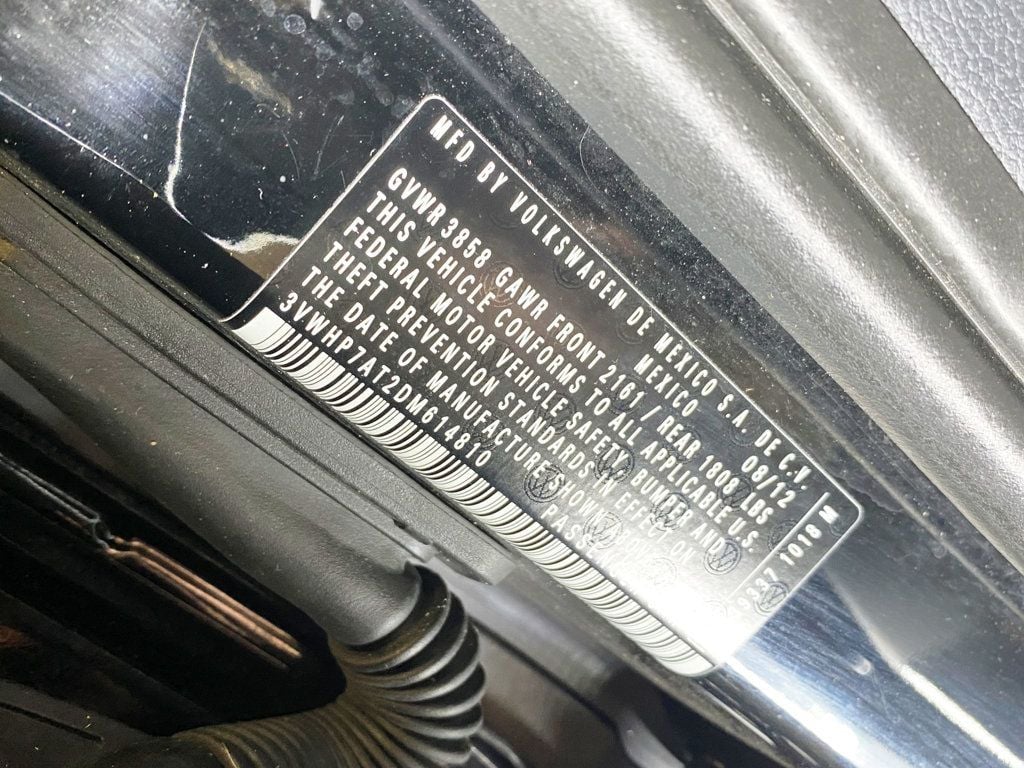 MFD BY VOLKSWAGEN DE MEXICO S.A. DE C.V.
MEXICO 08/12
GVWR 3858 GAWR FRONT 2161 / REAR 1808 LBS
THIS VEHICLE CONFORMS TO ALL APPLICABLE U.S.
FEDERAL MOTOR VEHICLE SAFETY, BUMPER AND
THEFT PREVENTION STANDARDS IN EFFECT ON
THE DATE OF MANUFACTURE SHOWN
3VWHP7AT2DM614810 PASS
1010 M